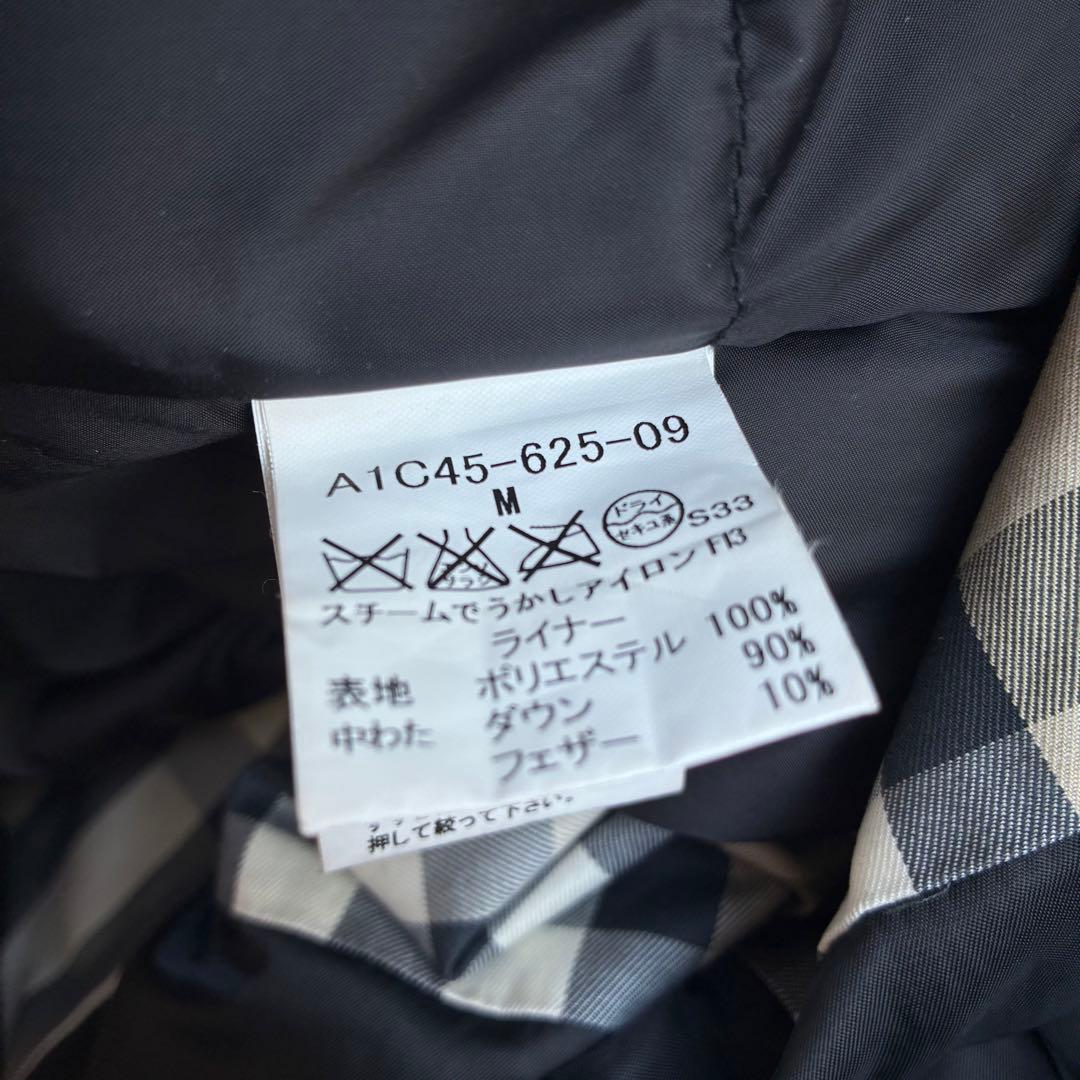 A1C45-625-09
M
ドライ
セキユ系
S33
スチームでうかしアイロン F13
ライナー
表地 ポリエステル 100%
中わた ダウン 90%
フェザー 10%
押して絞って下さい。